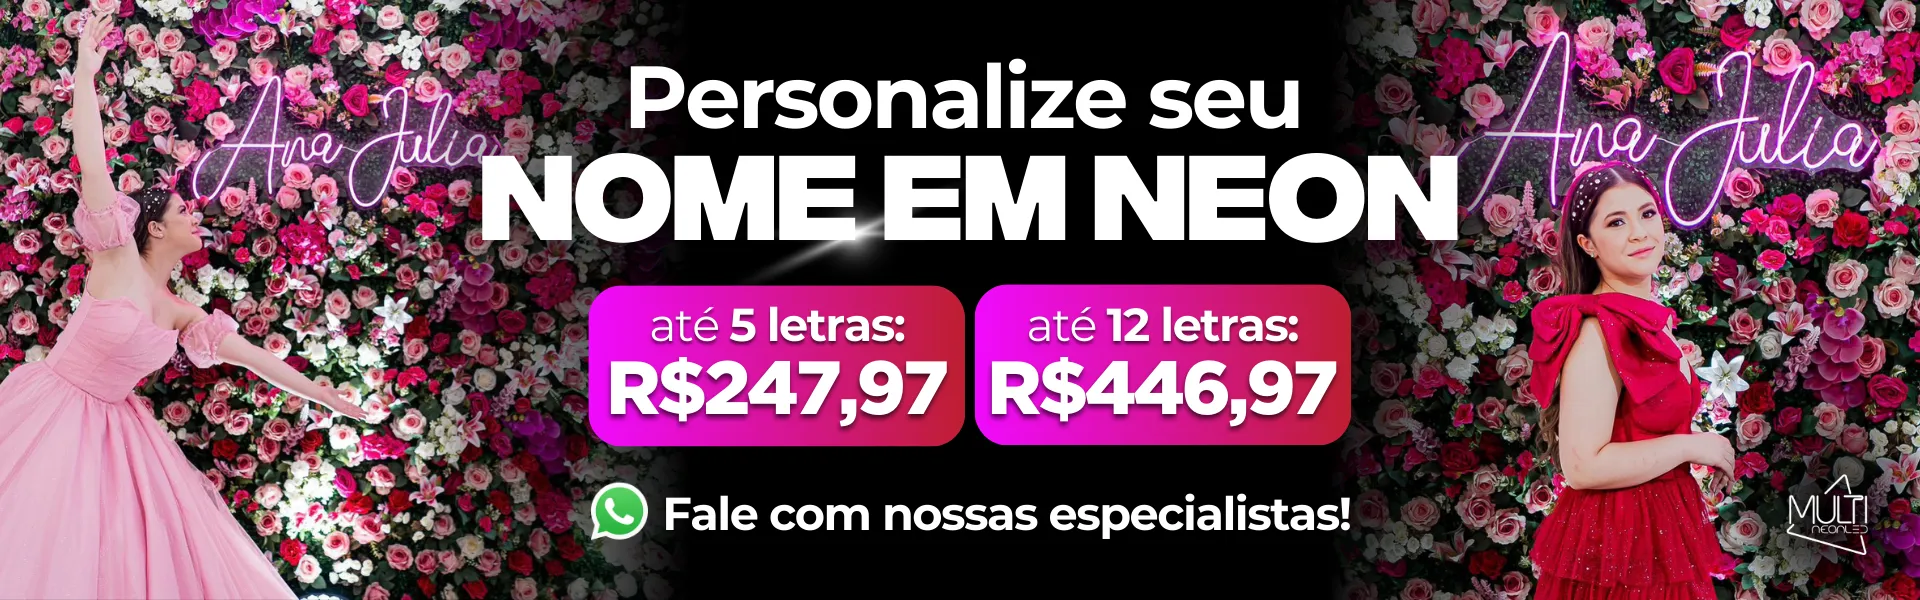 Ana Julia
Personalize seu
NOME EM NEON
Ana Julia
até 5 letras:
R$247,97
até 12 letras:
R$446,97
Fale com nossas especialistas!
MULTI
NEONLED